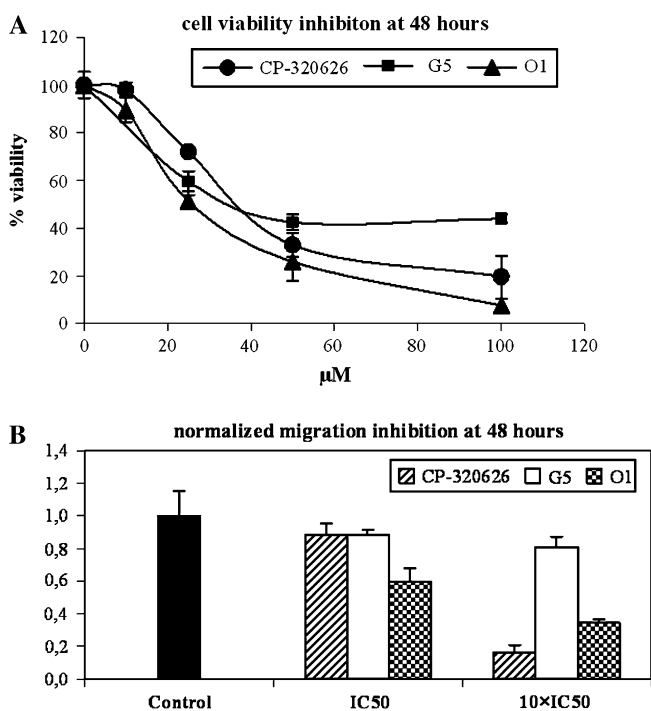 A
cell viability inhibiton at 48 hours
CP-320626 G5 O1
120
100
80
60
40
20
0
% viability
0 20 40 60 80 100 120
μM
B
normalized migration inhibition at 48 hours
CP-320626 G5 O1
1,4
1,2
1,0
0,8
0,6
0,4
0,2
0,0
Control IC50 10×IC50